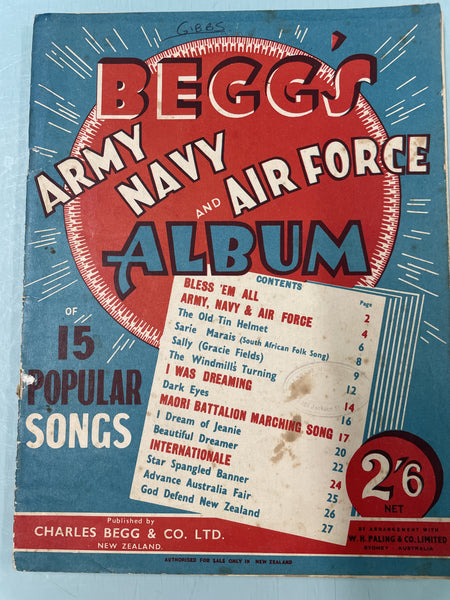 GIBBS
BEGG'S
ARMY NAVY AND AIR FORCE
ALBUM
OF
15
POPULAR
SONGS
CONTENTS
Page
BLESS 'EM ALL 2
ARMY, NAVY & AIR FORCE 4
The Old Tin Helmet 6
Sarie Marais (South African Folk Song) 8
Sally (Gracie Fields) 9
The Windmill's Turning 12
I WAS DREAMING 14
Dark Eyes 16
MAORI BATTALION MARCHING SONG 17
I Dream of Jeanie 20
Beautiful Dreamer 22
INTERNATIONALE 24
Star Spangled Banner 25
Advance Australia Fair 26
God Defend New Zealand 27
2'6
NET
Published by
CHARLES BEGG & CO. LTD.
NEW ZEALAND.
BY ARRANGEMENT WITH
W. H. PALING & CO. LIMITED
SYDNEY - AUSTRALIA
AUTHORISED FOR SALE ONLY IN NEW ZEALAND